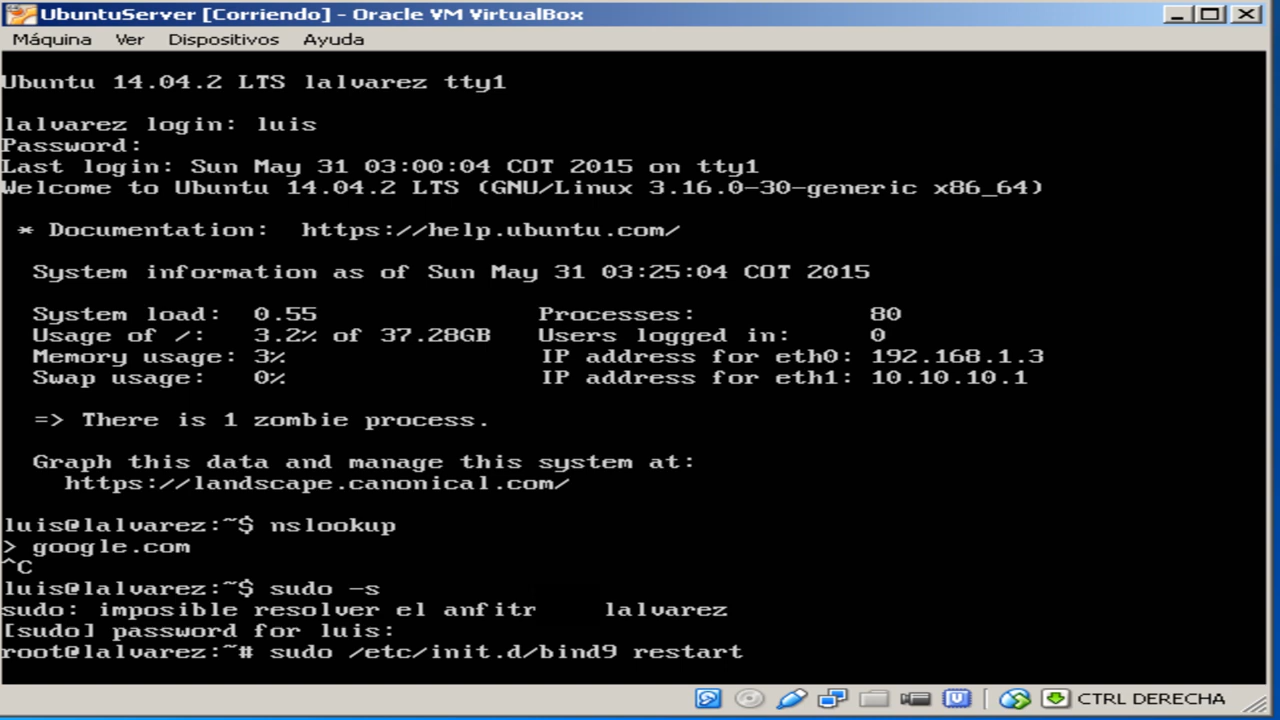 UbuntuServer [Corriendo] - Oracle VM VirtualBox
Máquina Ver Dispositivos Ayuda
Ubuntu 14.04.2 LTS lalvarez tty1
lalvarez login: luis
Password:
Last login: Sun May 31 03:00:04 COT 2015 on tty1
Welcome to Ubuntu 14.04.2 LTS (GNU/Linux 3.16.0-30-generic x86_64)
* Documentation: https://help.ubuntu.com/
System information as of Sun May 31 03:25:04 COT 2015
System load: 0.55 Processes: 80
Usage of /: 3.2% of 37.28GB Users logged in: 0
Memory usage: 3% IP address for eth0: 192.168.1.3
Swap usage: 0% IP address for eth1: 10.10.10.1
=> There is 1 zombie process.
Graph this data and manage this system at:
https://landscape.canonical.com/
luis@lalvarez:~$ nslookup
> google.com
^C
luis@lalvarez:~$ sudo -s
sudo: imposible resolver el anfitr lalvarez
[sudo] password for luis:
root@lalvarez:~# sudo /etc/init.d/bind9 restart
CTRL DERECHA